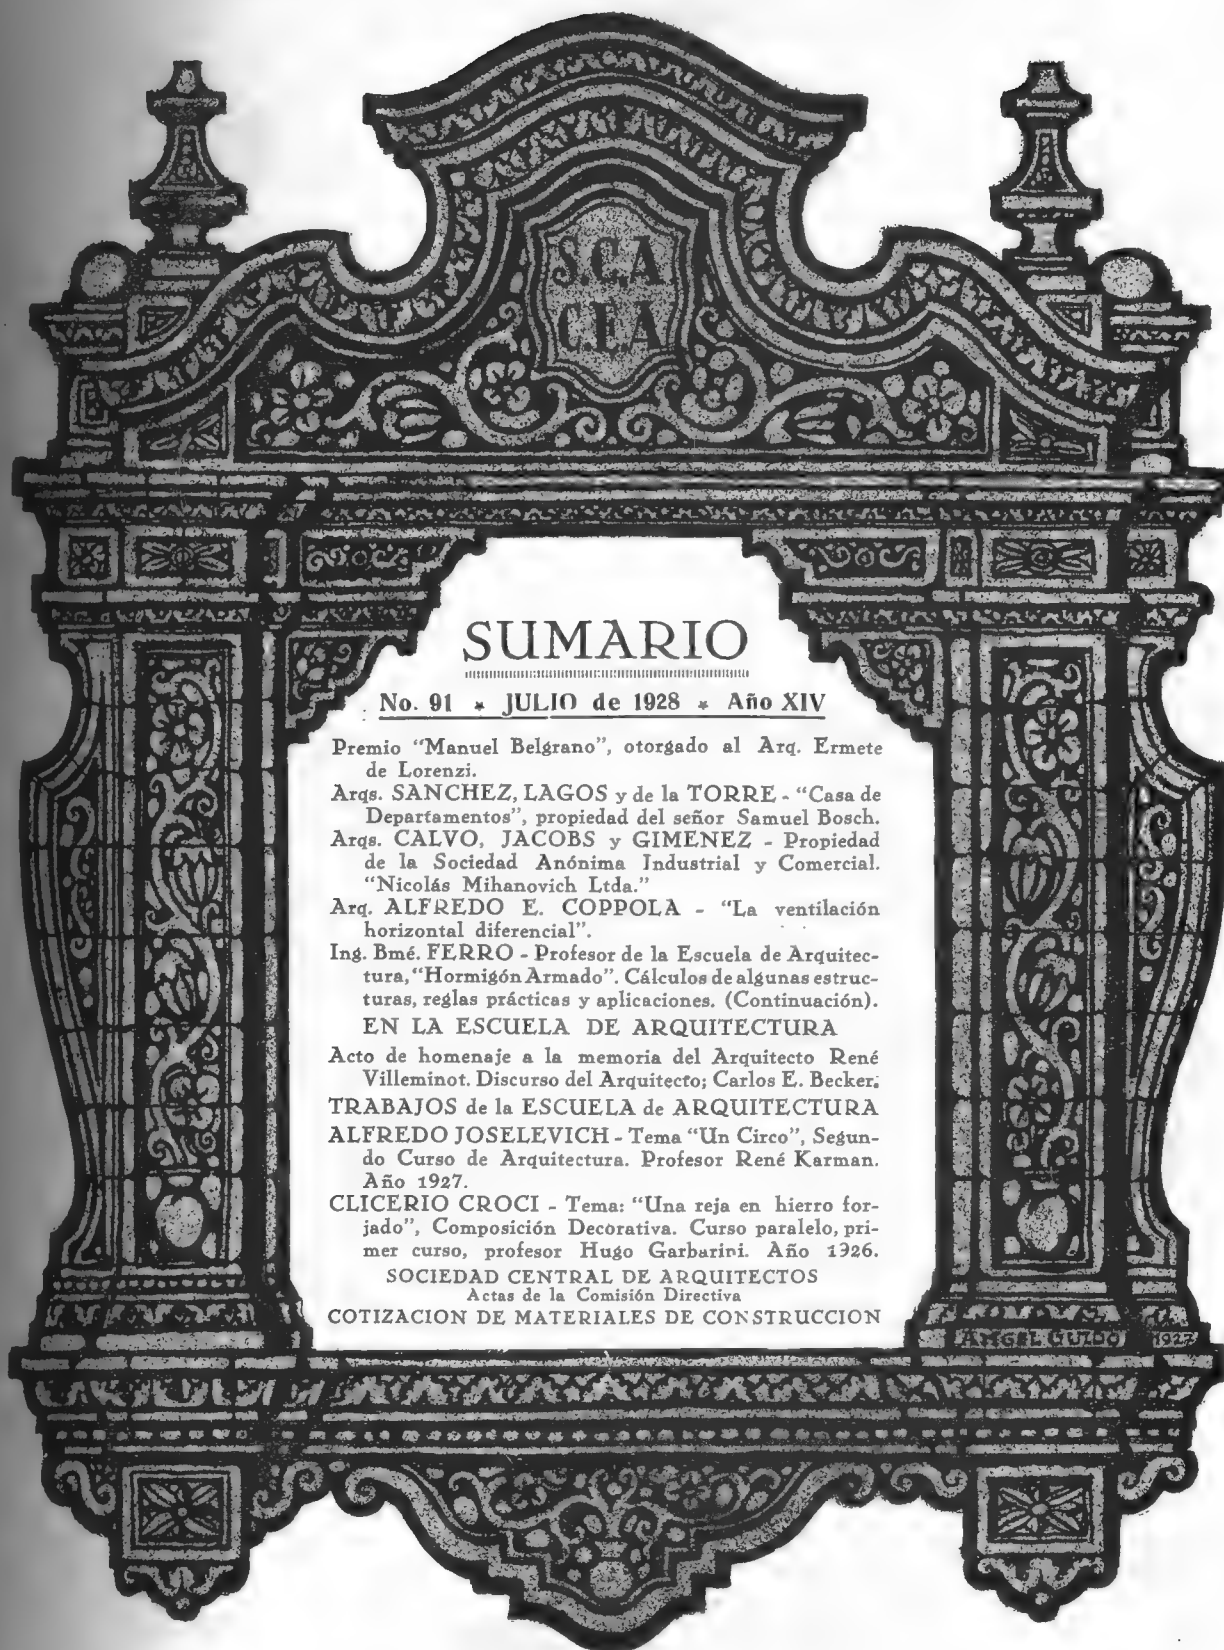 S.C.A
C.E.A
SUMARIO
No. 91 * JULIO de 1928 * Año XIV
Premio “Manuel Belgrano”, otorgado al Arq. Ermete
de Lorenzi.
Arqs. SANCHEZ, LAGOS y de la TORRE - “Casa de
Departamentos”, propiedad del señor Samuel Bosch.
Arqs. CALVO, JACOBS y GIMENEZ - Propiedad
de la Sociedad Anónima Industrial y Comercial.
“Nicolás Mihanovich Ltda.”
Arq. ALFREDO E. COPPOLA - “La ventilación
horizontal diferencial”.
Ing. Bmé. FERRO - Profesor de la Escuela de Arquitec-
tura, “Hormigón Armado”. Cálculos de algunas estruc-
turas, reglas prácticas y aplicaciones. (Continuación).
EN LA ESCUELA DE ARQUITECTURA
Acto de homenaje a la memoria del Arquitecto René
Villeminot. Discurso del Arquitecto; Carlos E. Becker.
TRABAJOS de la ESCUELA de ARQUITECTURA
ALFREDO JOSELEVICH - Tema “Un Circo”, Segun-
do Curso de Arquitectura. Profesor René Karman.
Año 1927.
CLICERIO CROCI - Tema: “Una reja en hierro for-
jado”, Composición Decorativa. Curso paralelo, pri-
mer curso, profesor Hugo Garbarini. Año 1926.
SOCIEDAD CENTRAL DE ARQUITECTOS
Actas de la Comisión Directiva
COTIZACION DE MATERIALES DE CONSTRUCCION
ANGEL GUIDO 1927